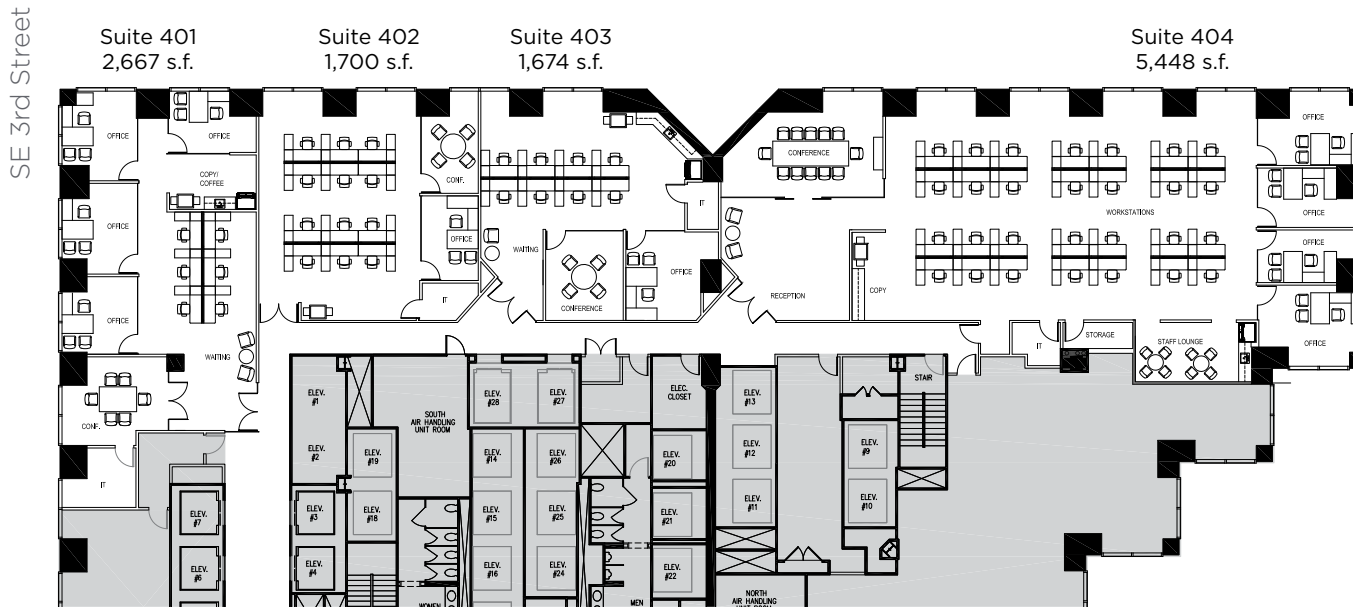 SE 3rd Street
Suite 401
2,667 s.f.
Suite 402
1,700 s.f.
Suite 403
1,674 s.f.
Suite 404
5,448 s.f.
OFFICE
OFFICE
COPY/
COFFEE
OFFICE
OFFICE
WAITING
CONF.
IT
CONF.
OFFICE
IT
WAITING
CONFERENCE
OFFICE
IT
CONFERENCE
RECEPTION
COPY
WORKSTATIONS
OFFICE
OFFICE
OFFICE
OFFICE
IT
STORAGE
STAFF LOUNGE
ELEV.
#1
ELEV.
#2
ELEV.
#3
ELEV.
#4
ELEV.
#7
ELEV.
#6
ELEV.
#19
ELEV.
#18
SOUTH
AIR HANDLING
UNIT ROOM
WOMEN
ELEV.
#28
ELEV.
#27
ELEV.
#14
ELEV.
#26
ELEV.
#15
ELEV.
#25
ELEV.
#16
ELEV.
#24
ELEC.
CLOSET
ELEV.
#20
ELEV.
#21
ELEV.
#22
MEN
ELEV.
#13
ELEV.
#12
ELEV.
#11
ELEV.
#9
ELEV.
#10
STAIR
NORTH
AIR HANDLING
UNIT ROOM